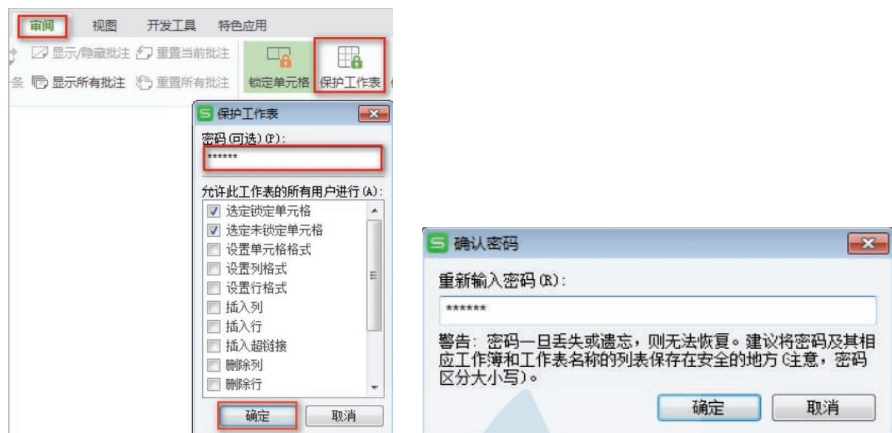 审阅 视图 开发工具 特色应用
显示/隐藏批注 重置当前批注
条 显示所有批注 重置所有批注 锁定单元格 保护工作表
保护工作表
密码(可选)(P):
******
允许此工作表的所有用户进行(A):
选定锁定单元格
选定未锁定单元格
设置单元格格式
设置列格式
设置行格式
插入列
插入行
插入超链接
删除列
删除行
确定 取消
确认密码
重新输入密码(R):
******
警告: 密码一旦丢失或遗忘，则无法恢复。建议将密码及其相
应工作簿和工作表名称的列表保存在安全的地方(注意，密码
区分大小写)。
确定 取消